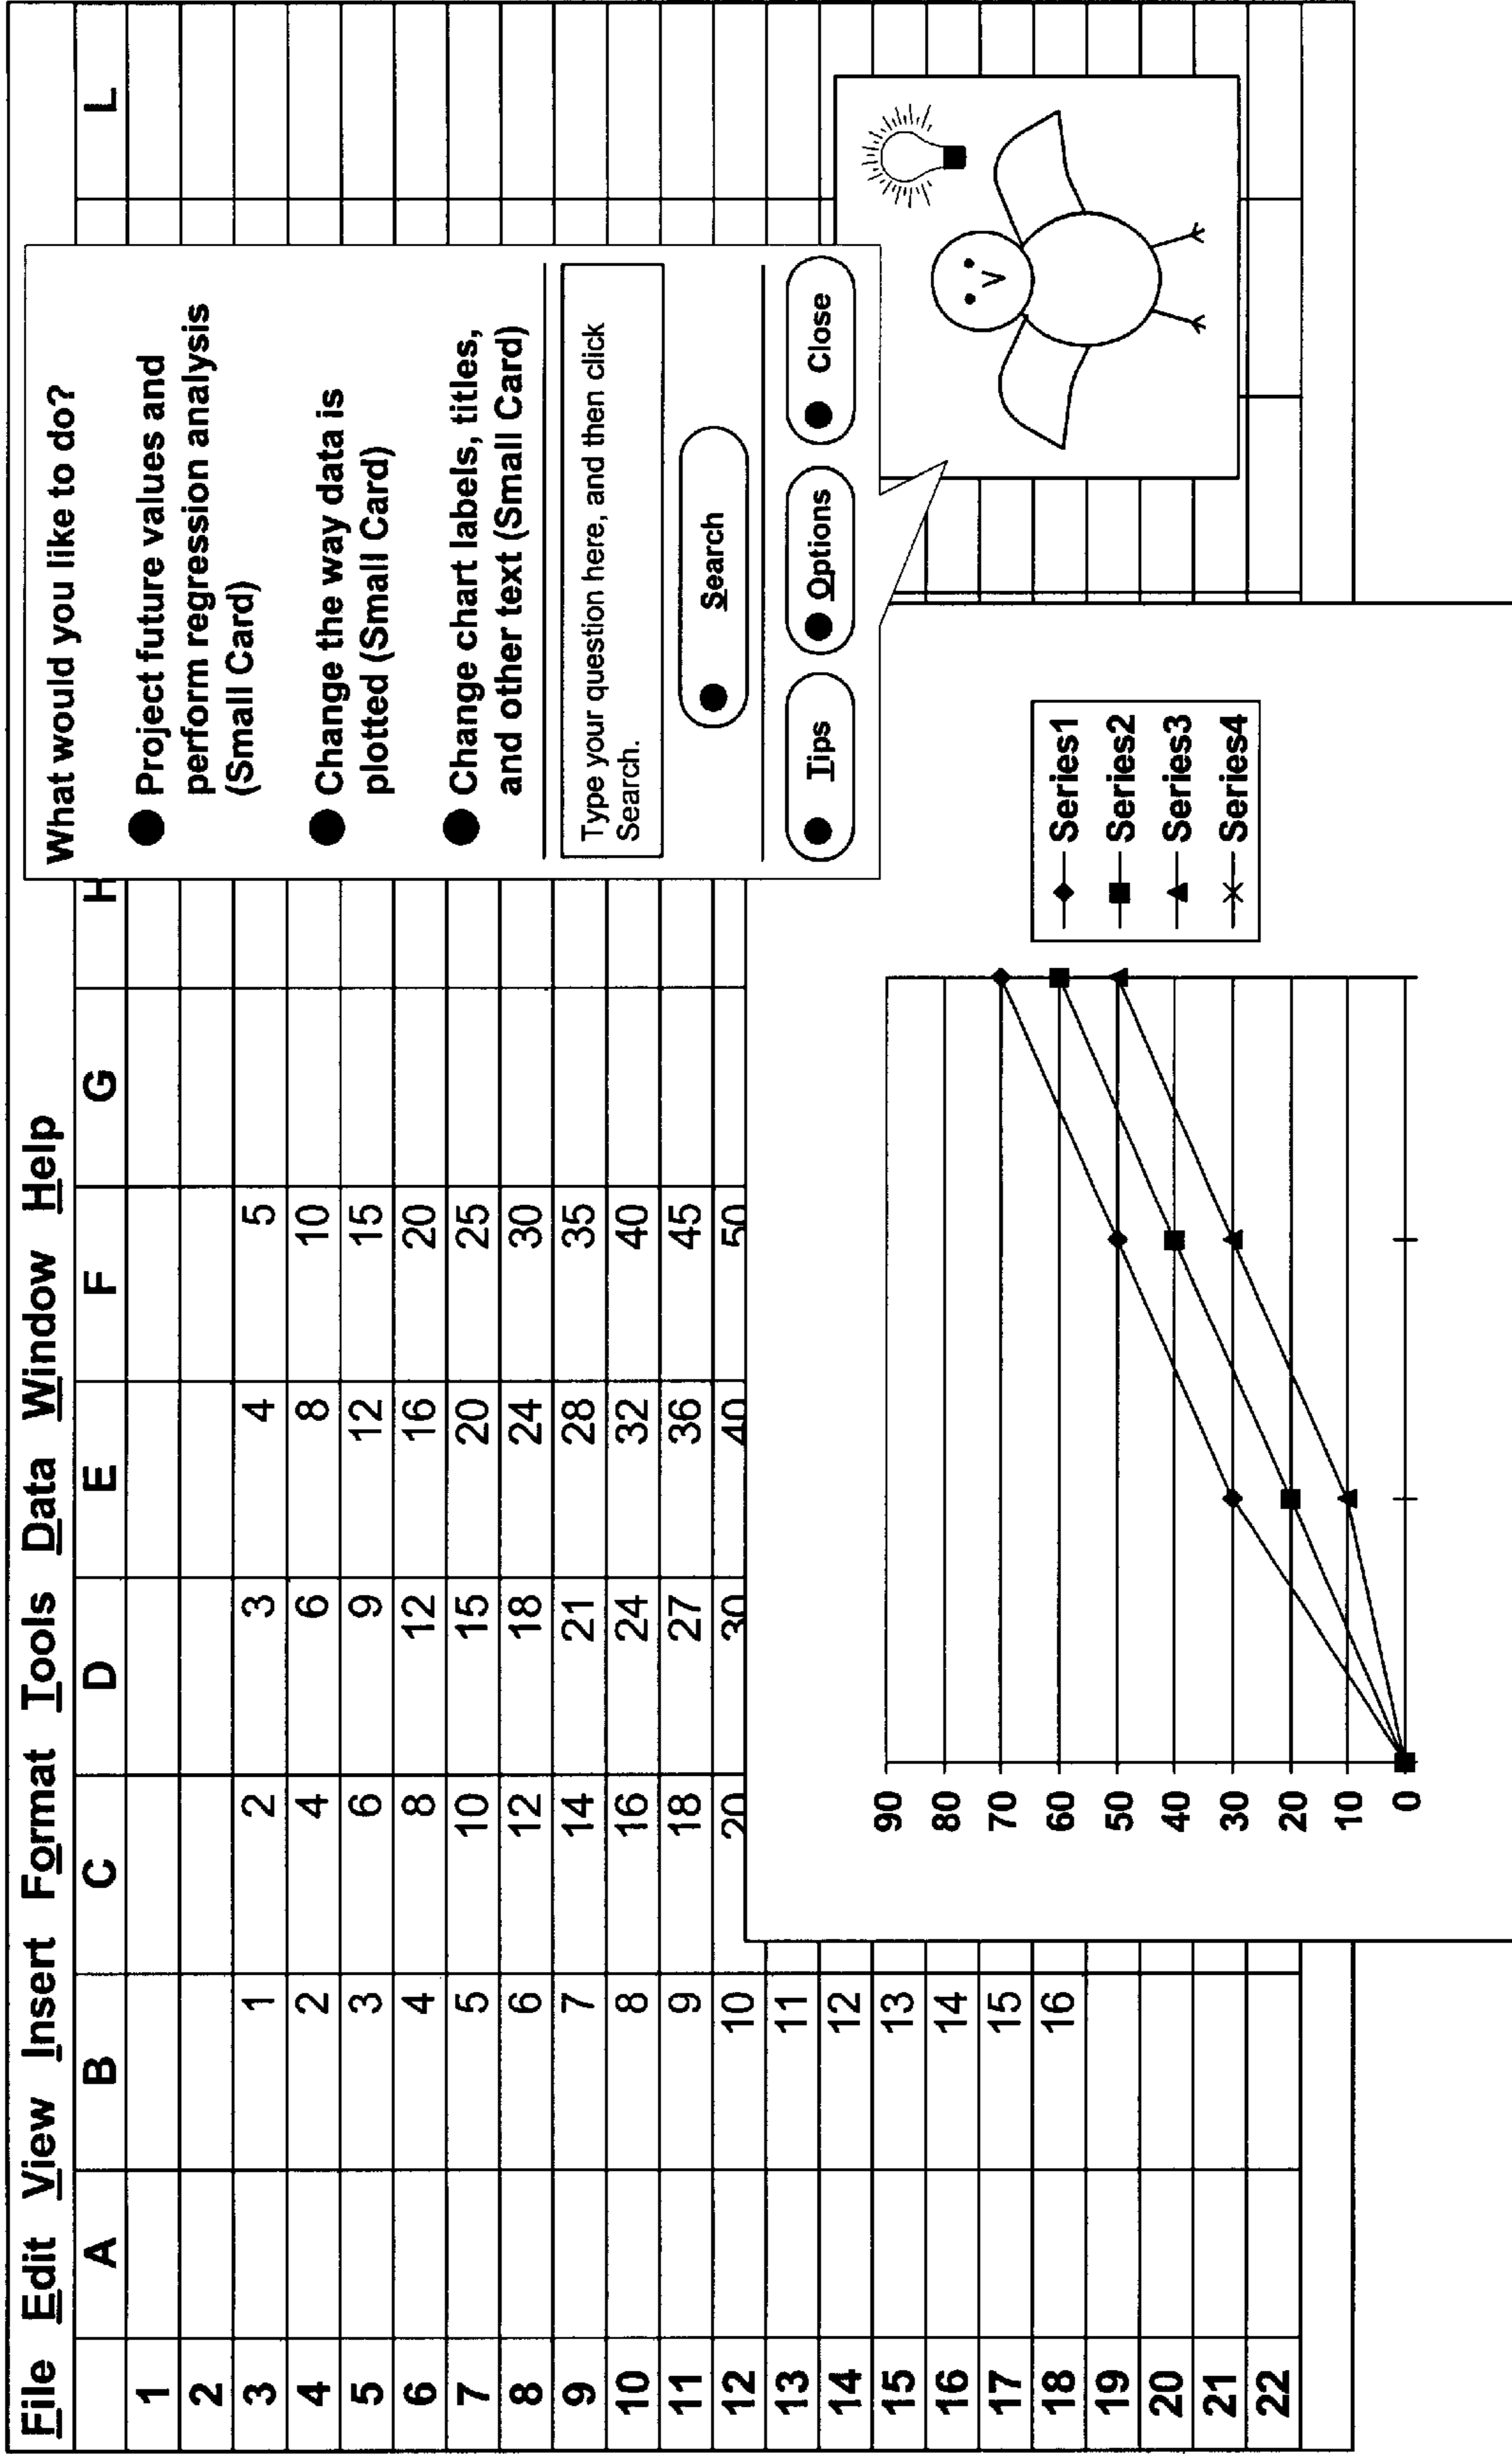 File Edit View Insert Format Tools Data Window Help
A B C D E F G H L
1
2
3 1 2 3 4 5
4 2 4 6 8 10
5 3 6 9 12 15
6 4 8 12 16 20
7 5 10 15 20 25
8 6 12 18 24 30
9 7 14 21 28 35
10 8 16 24 32 40
11 9 18 27 36 45
12 10 20 30 40 50
13 11
14 12
15 13
16 14
17 15
18 16
19
20
21
22
What would you like to do?
Project future values and
perform regression analysis
(Small Card)
Change the way data is
plotted (Small Card)
Change chart labels, titles,
and other text (Small Card)
Type your question here, and then click
Search.
Search
Tips Options Close
90
80
70
60
50
40
30
20
10
0
Series1
Series2
Series3
Series4